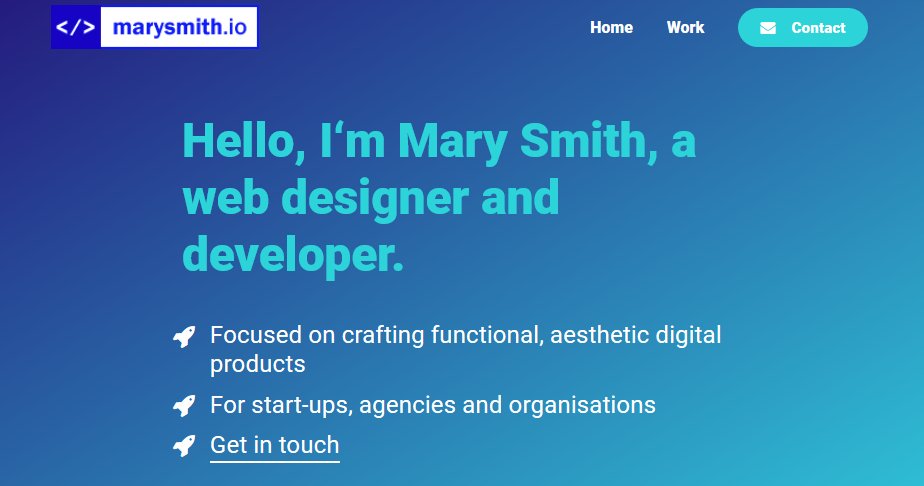 </> marysmith.io
Home Work Contact
Hello, I‘m Mary Smith, a
web designer and
developer.
Focused on crafting functional, aesthetic digital
products
For start-ups, agencies and organisations
Get in touch